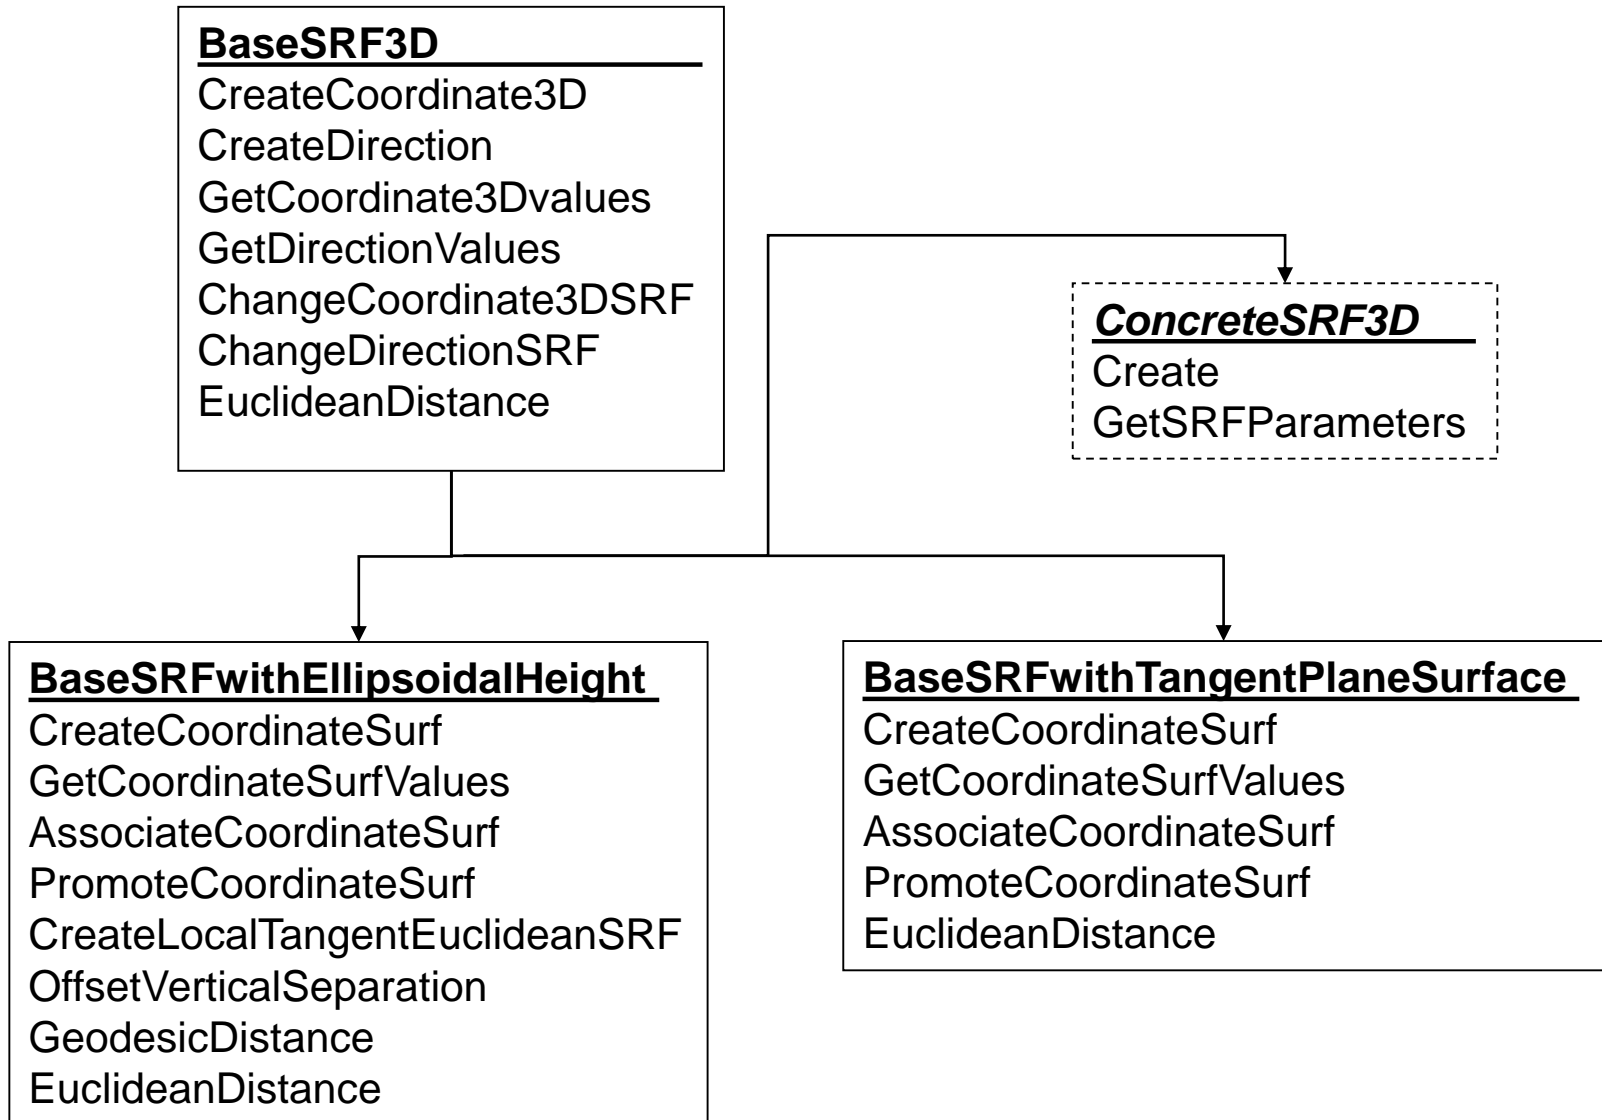 BaseSRF3D
CreateCoordinate3D
CreateDirection
GetCoordinate3Dvalues
GetDirectionValues
ChangeCoordinate3DSRF
ChangeDirectionSRF
EuclideanDistance
ConcreteSRF3D
Create
GetSRFParameters
BaseSRFwithEllipsoidalHeight
CreateCoordinateSurf
GetCoordinateSurfValues
AssociateCoordinateSurf
PromoteCoordinateSurf
CreateLocalTangentEuclideanSRF
OffsetVerticalSeparation
GeodesicDistance
EuclideanDistance
BaseSRFwithTangentPlaneSurface
CreateCoordinateSurf
GetCoordinateSurfValues
AssociateCoordinateSurf
PromoteCoordinateSurf
EuclideanDistance